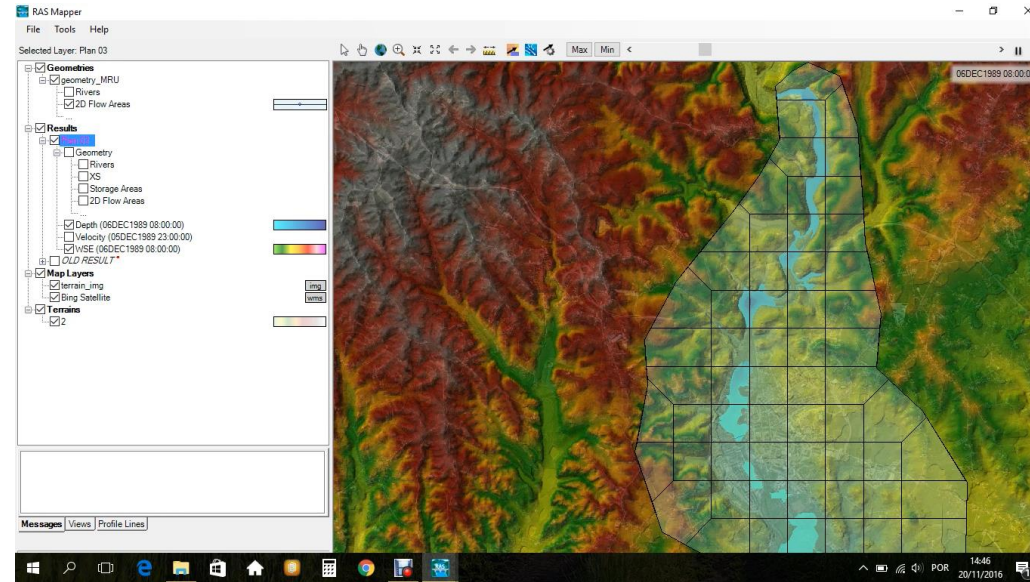 RAS Mapper
File Tools Help
Selected Layer: Plan 03
Max Min
Geometries
geometry_MRU
Rivers
2D Flow Areas
...
Results
Geometry
Rivers
XS
Storage Areas
2D Flow Areas
...
Depth (06DEC1989 08:00:00)
Velocity (05DEC1989 23:00:00)
WSE (06DEC1989 08:00:00)
OLD RESULT*
Map Layers
terrain_img img
Bing Satellite wms
Terrains
2
06DEC1989 08:00:0
Messages Views Profile Lines
POR
14:46
20/11/2016